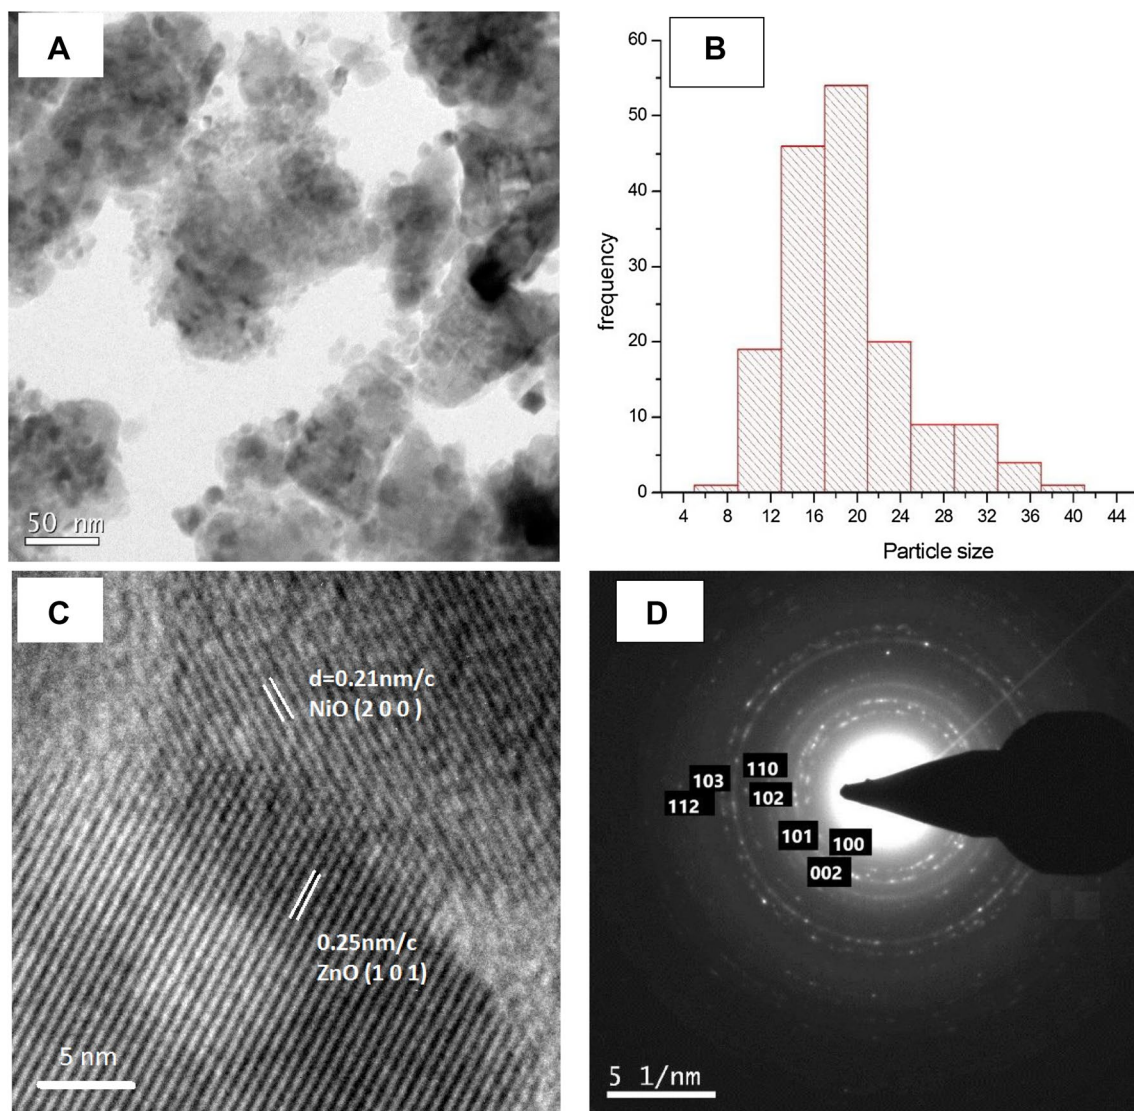 A
50 nm
B
60
50
40
30
20
10
0
frequency
4 8 12 16 20 24 28 32 36 40 44
Particle size
C
d=0.21nm/c
NiO (2 0 0 )
0.25nm/c
ZnO (1 0 1)
5 nm
D
110
103
102
112
101
100
002
5 1/nm